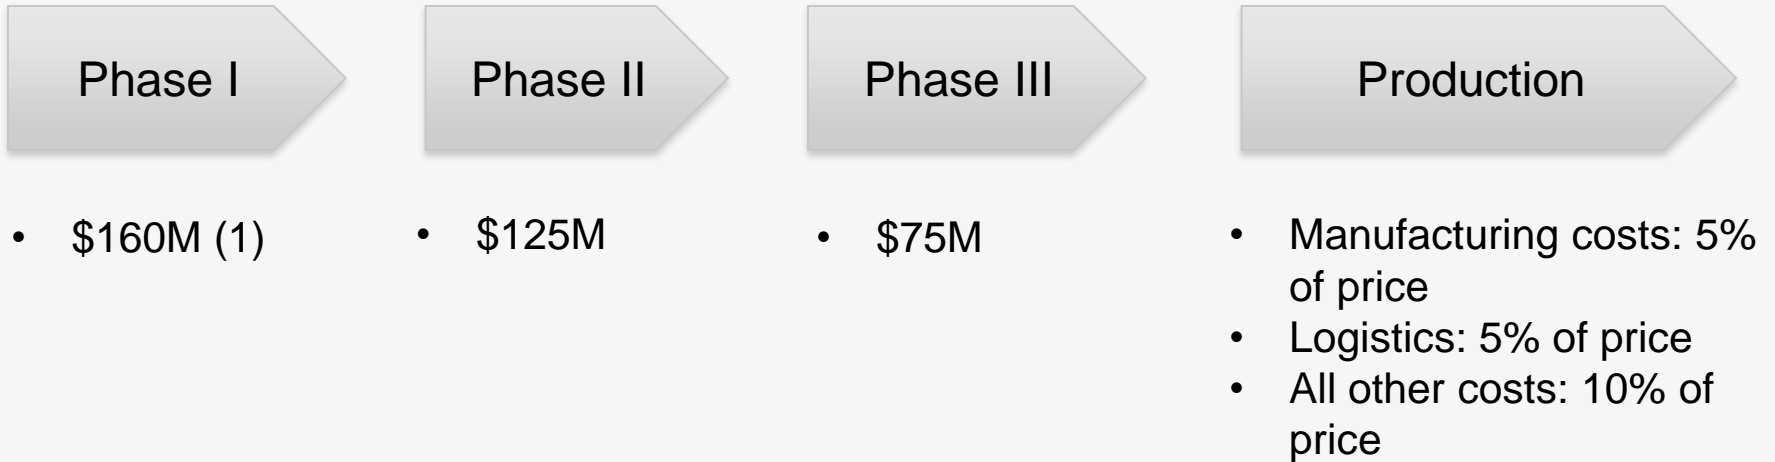 Phase I
Phase II
Phase III
Production
• $160M (1)
• $125M
• $75M
• Manufacturing costs: 5%
of price
• Logistics: 5% of price
• All other costs: 10% of
price